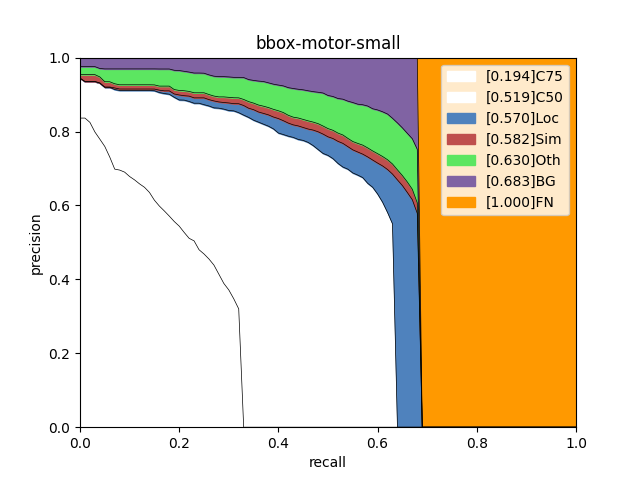 bbox-motor-small
1.0
0.8
0.6
0.4
0.2
0.0
precision
[0.194]C75
[0.519]C50
[0.570]Loc
[0.582]Sim
[0.630]Oth
[0.683]BG
[1.000]FN
0.0 0.2 0.4 0.6 0.8 1.0
recall